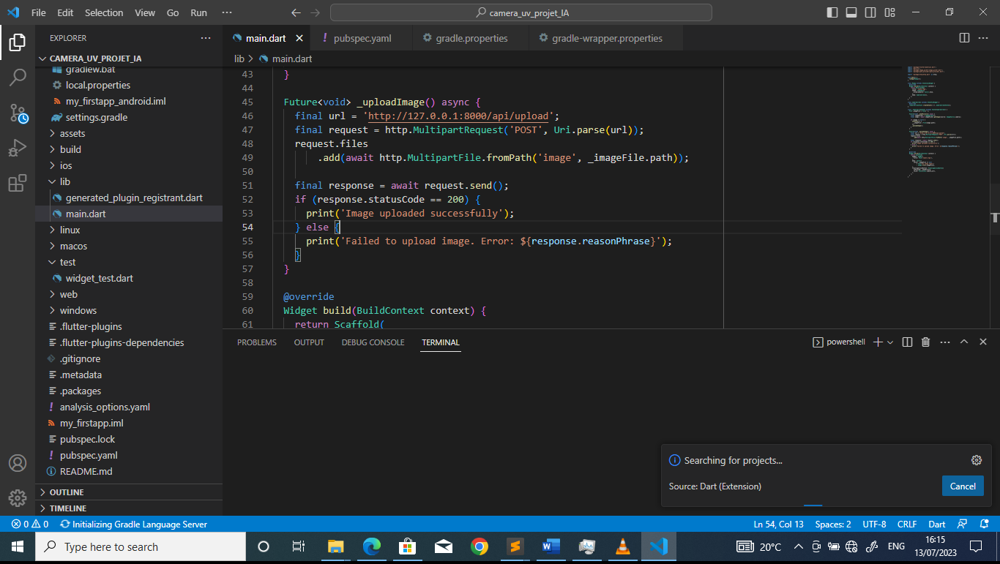 File Edit Selection View Go Run ··· camera_uv_projet_IA
EXPLORER
CAMERA_UV_PROJET_IA
gradlew.bat
local.properties
my_firstapp_android.iml
settings.gradle
assets
build
ios
lib
generated_plugin_registrant.dart
main.dart
linux
macos
test
widget_test.dart
web
windows
.flutter-plugins
.flutter-plugins-dependencies
.gitignore
.metadata
.packages
analysis_options.yaml
my_firstapp.iml
pubspec.lock
pubspec.yaml
README.md
OUTLINE
TIMELINE
main.dart pubspec.yaml gradle.properties gradle-wrapper.properties
lib > main.dart
43 }
44
45 Future<void> _uploadImage() async {
46 final url = 'http://127.0.0.1:8000/api/upload';
47 final request = http.MultipartRequest('POST', Uri.parse(url));
48 request.files
49 .add(await http.MultipartFile.fromPath('image', _imageFile.path));
50
51 final response = await request.send();
52 if (response.statusCode == 200) {
53 print('Image uploaded successfully');
54 } else {
55 print('Failed to upload image. Error: ${response.reasonPhrase}');
56 }
57 }
58
59 @override
60 Widget build(BuildContext context) {
61 return Scaffold(
PROBLEMS OUTPUT DEBUG CONSOLE TERMINAL powershell
Searching for projects...
Source: Dart (Extension) Cancel
0 0 Initializing Gradle Language Server Ln 54, Col 13 Spaces: 2 UTF-8 CRLF Dart
Type here to search 20°C ENG 16:15
13/07/2023